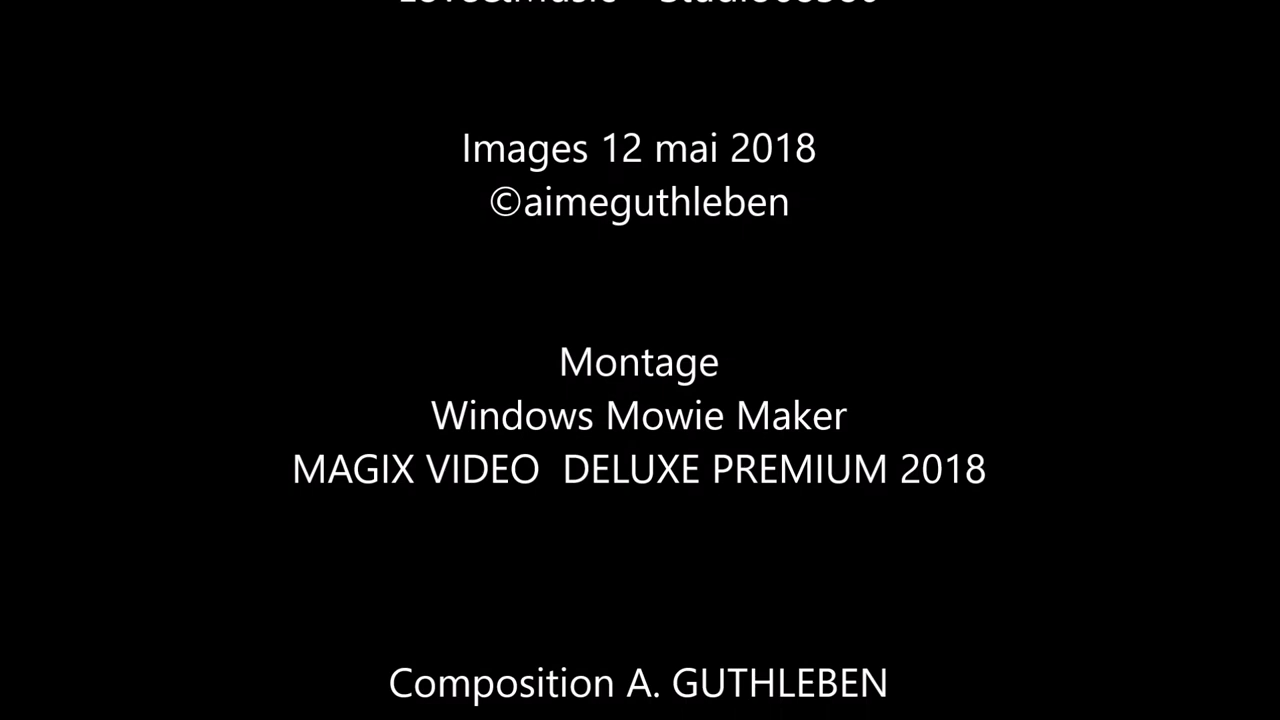 Images 12 mai 2018
©aimeguthleben
Montage
Windows Mowie Maker
MAGIX VIDEO  DELUXE PREMIUM 2018
Composition A. GUTHLEBEN